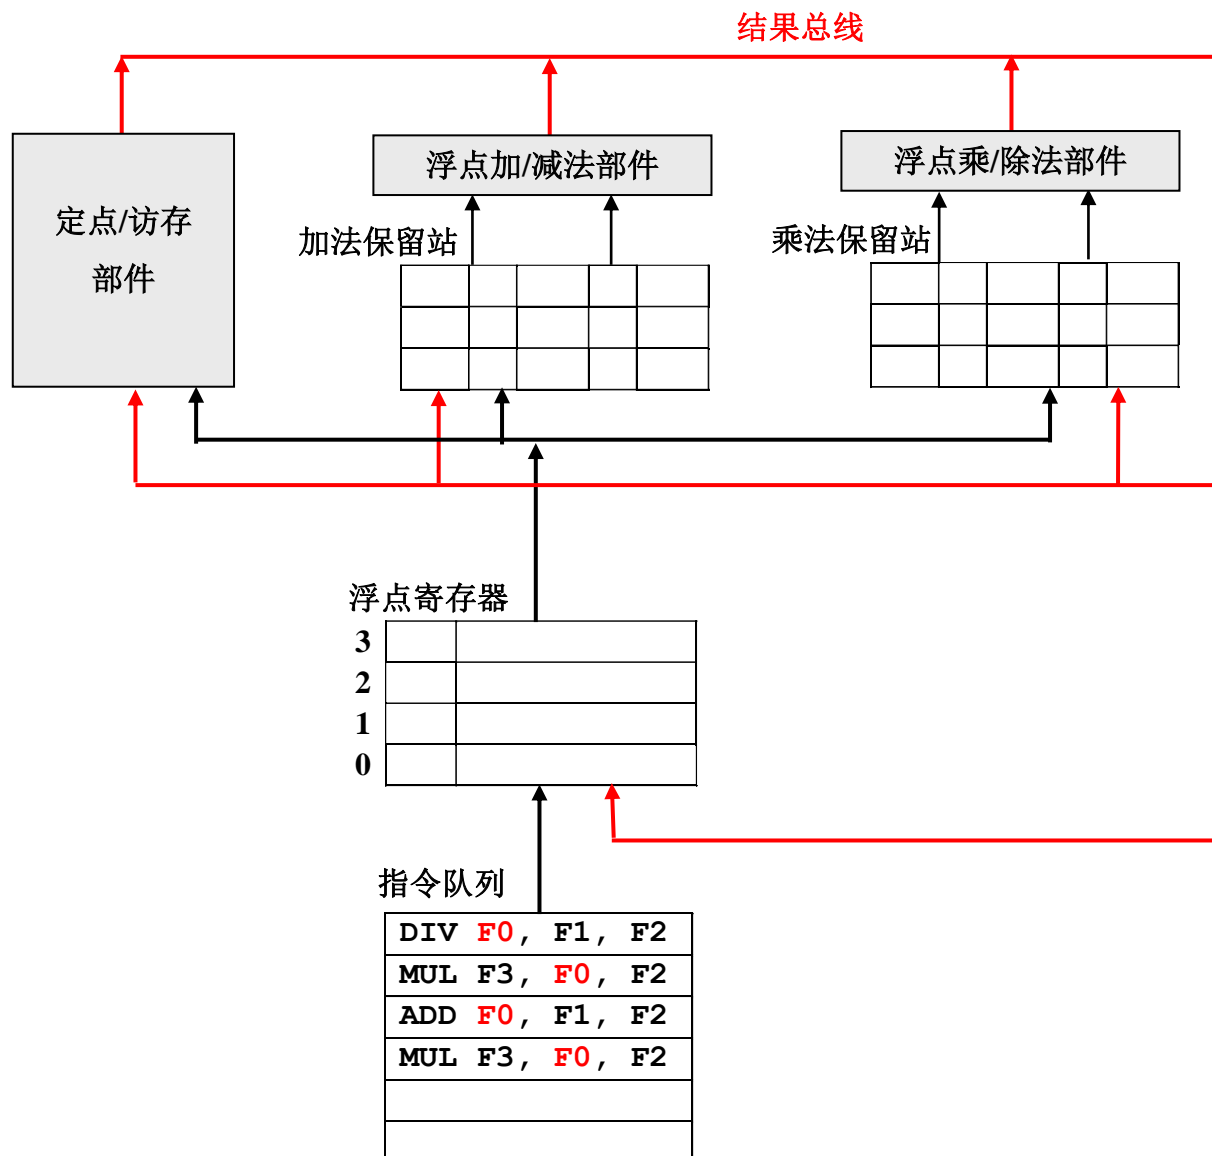 结果总线
定点/访存
部件
浮点加/减法部件
浮点乘/除法部件
加法保留站
乘法保留站
浮点寄存器
3
2
1
0
指令队列
DIV F0, F1, F2
MUL F3, F0, F2
ADD F0, F1, F2
MUL F3, F0, F2